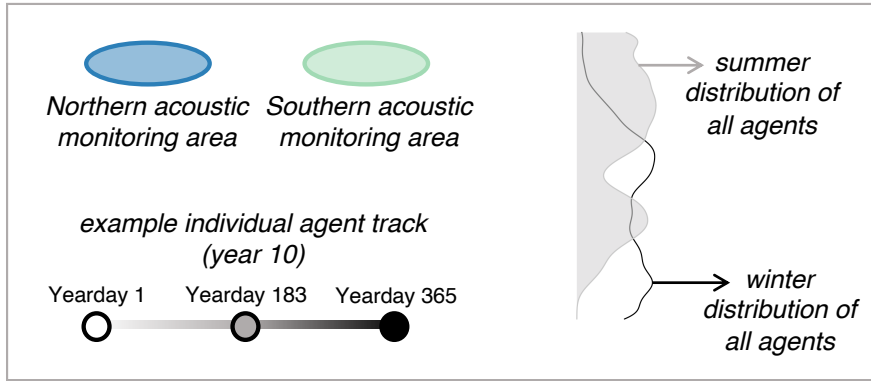 Northern acoustic
monitoring area
Southern acoustic
monitoring area
example individual agent track
(year 10)
Yearday 1
Yearday 183
Yearday 365
summer
distribution of
all agents
winter
distribution of
all agents